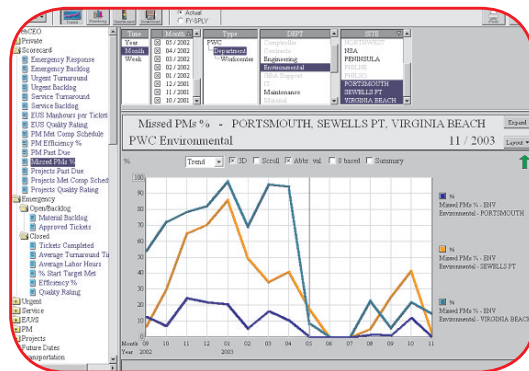 Actual
FY-SPLY
CEO
Private
Scorecard
Emergency Response
Emergency Backlog
Urgent Turnaround
Urgent Backlog
Service Turnaround
Service Backlog
EUS Manhours per Tickets
EUS Quality Rating
PM Met Comp Schedule
PM Efficiency %
PM Past Due
Missed PMs %
Projects Past Due
Projects Met Comp Sched
Projects Quality Rating
Emergency
Open/Backlog
Material Backlog
Approved Tickets
Closed
Tickets Completed
Average Turnaround Ti
Average Labor Hours
% Start Target Met
Efficiency %
Quality Rating
Urgent
Service
EUS
PM
Projects
Future Dates
Transportation
Time
Year
Month
Week
Month
05 / 2002
04 / 2002
03 / 2002
02 / 2002
01 / 2002
12 / 2001
11 / 2001
10 / 2001
Type
PWC
Department
Workcenter
DEPT
Comptroller
Contracts
Engineering
Environmental
IT
Maintenance
Material
SITE
NORTHWEST
NSA
PENINSULA
PORTSMOUTH
SEWELLS PT
VIRGINIA BEACH
Missed PMs % - PORTSMOUTH, SEWELLS PT, VIRGINIA BEACH
Expand
PWC Environmental
11 / 2003
Layout
%
Trend
3D
Scroll
Abbr. val
0 based
Summary
100
90
80
70
60
50
40
30
20
10
0
Month 09 10 11 12 01 02 03 04 05 06 07 08 09 10 11
Year 2002 2003
%
Missed PMs % - ENV
Environmental - PORTSMOUTH
%
Missed PMs % - ENV
Environmental - SEWELLS PT
%
Missed PMs % - ENV
Environmental - VIRGINIA BEACH